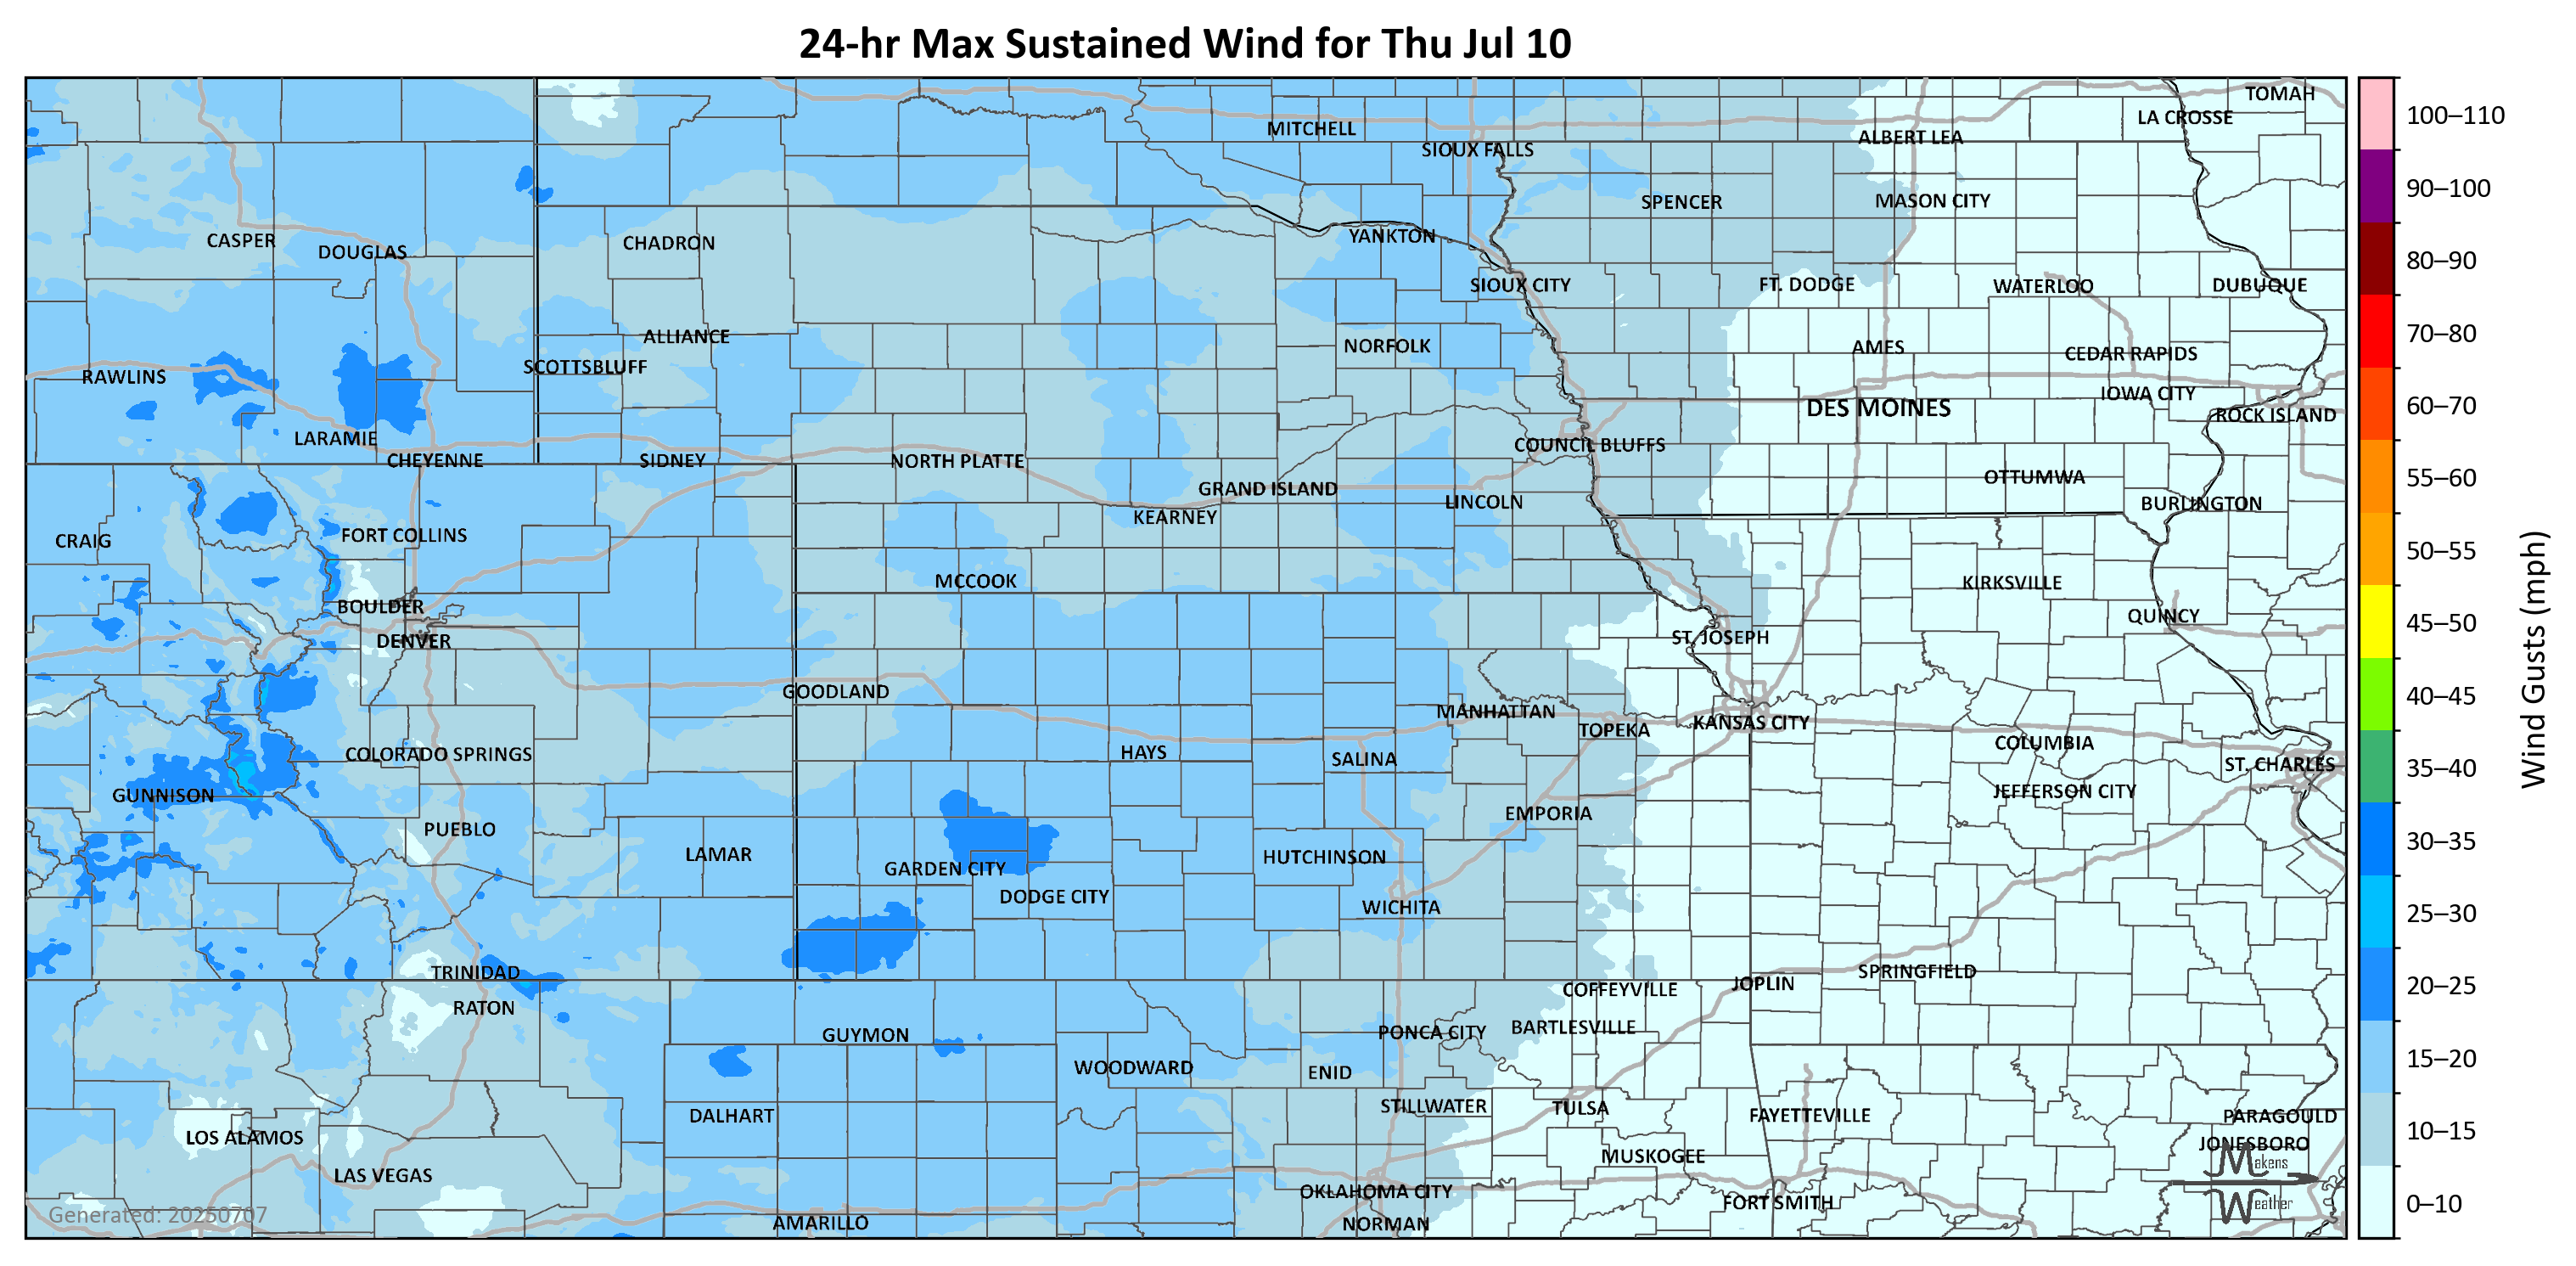 24-hr Max Sustained Wind for Thu Jul 10
TOMAH
LA CROSSE
MITCHELL
ALBERT LEA
SIOUX FALLS
SPENCER
MASON CITY
CASPER
DOUGLAS
CHADRON
YANKTON
SIOUX CITY
FT. DODGE
WATERLOO
DUBUQUE
ALLIANCE
NORFOLK
AMES
CEDAR RAPIDS
SCOTTSBLUFF
RAWLINS
IOWA CITY
DES MOINES
ROCK ISLAND
LARAMIE
COUNCIL BLUFFS
CHEYENNE
SIDNEY
NORTH PLATTE
OTTUMWA
GRAND ISLAND
LINCOLN
BURLINGTON
KEARNEY
FORT COLLINS
CRAIG
MCCOOK
KIRKSVILLE
BOULDER
QUINCY
DENVER
ST. JOSEPH
GOODLAND
MANHATTAN
KANSAS CITY
TOPEKA
COLUMBIA
COLORADO SPRINGS
HAYS
SALINA
ST. CHARLES
GUNNISON
JEFFERSON CITY
EMPORIA
PUEBLO
LAMAR
HUTCHINSON
GARDEN CITY
DODGE CITY
WICHITA
TRINIDAD
SPRINGFIELD
JOPLIN
COFFEYVILLE
RATON
BARTLESVILLE
PONCA CITY
GUYMON
WOODWARD
ENID
STILLWATER
TULSA
DALHART
FAYETTEVILLE
PARAGOULD
LOS ALAMOS
JONESBORO
MUSKOGEE
LAS VEGAS
OKLAHOMA CITY
FORT SMITH
AMARILLO
NORMAN
Generated: 20250707
Makens
Weather
100–110
90–100
80–90
70–80
60–70
55–60
50–55
45–50
40–45
35–40
30–35
25–30
20–25
15–20
10–15
0–10
Wind Gusts (mph)